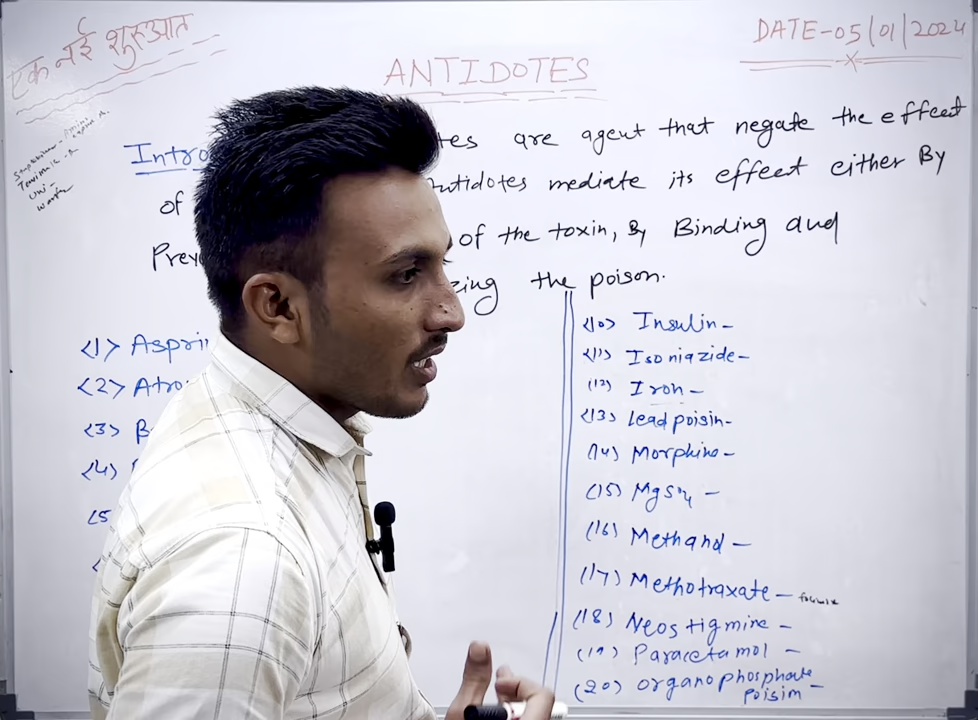 एक नई शुरुआत
DATE-05/01/2024
ANTIDOTES
Intro tes are agent that negate the effect
of ntidotes mediate its effect either By
Prev of the toxin, By Binding and
zing the poison.
<1> Aspri
<2> Atro
<3> B
<4>
<5
<10> Insulin-
<11> Isoniazide-
(12) Iron-
<13> lead poisin-
(14) Morphine-
(15) MgSO4 -
(16) Methanol -
(17) Methotraxate -
(18) Neostigmine -
(19) Paracetamol -
(20) organophosphate -
poisim